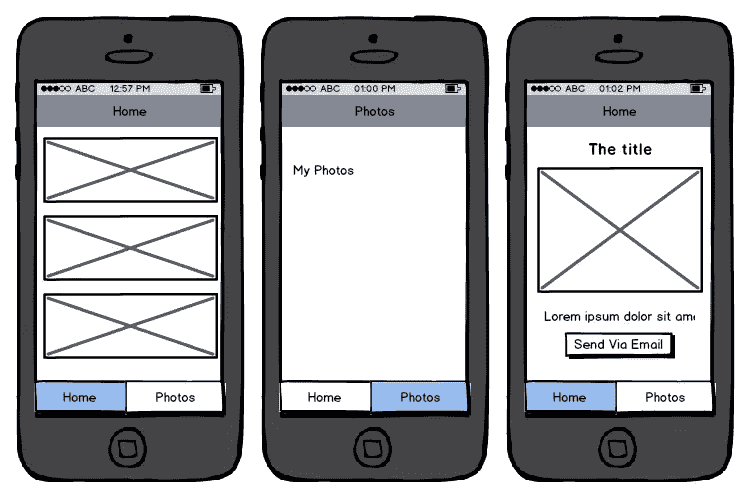 ABC 12:57 PM
Home
Home Photos
ABC 01:00 PM
Photos
My Photos
Home Photos
ABC 01:02 PM
Home
The title
Lorem ipsum dolor sit ame
Send Via Email
Home Photos